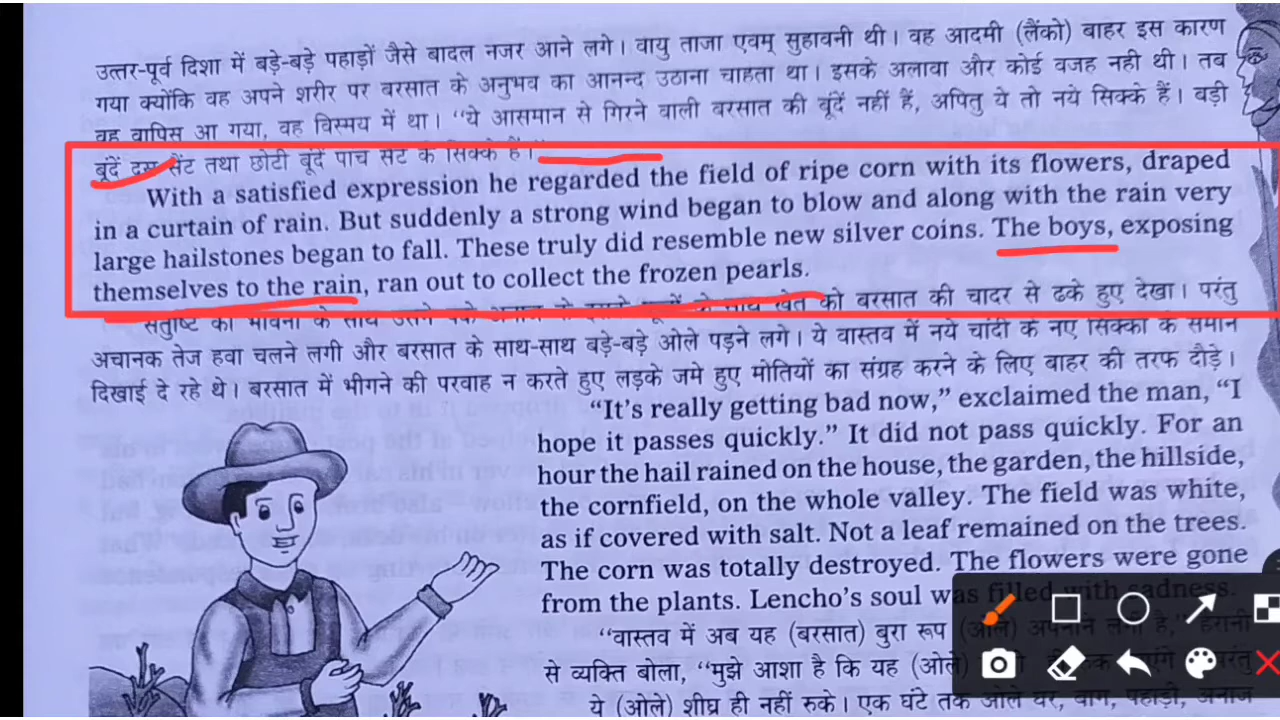 उत्तर-पूर्व दिशा में बड़े-बड़े पहाड़ों जैसे बादल नजर आने लगे। वायु ताजा एवम् सुहावनी थी। वह आदमी (लैंको) बाहर इस कारण
गया क्योंकि वह अपने शरीर पर बरसात के अनुभव का आनन्द उठाना चाहता था। इसके अलावा और कोई वजह नही थी। तब
वह वापिस आ गया, वह विस्मय में था। "ये आसमान से गिरने वाली बरसात की बूंदें नहीं हैं, अपितु ये तो नये सिक्के हैं। बड़ी
बूंदें दस सेंट तथा छोटी बूंदें पाच सेंट के सिक्के हैं।"
With a satisfied expression he regarded the field of ripe corn with its flowers, draped
in a curtain of rain. But suddenly a strong wind began to blow and along with the rain very
large hailstones began to fall. These truly did resemble new silver coins. The boys, exposing
themselves to the rain, ran out to collect the frozen pearls.
संतुष्टि की भावना के साथ उसने पके अनाज को इसके फूलों के साथ खेत को बरसात की चादर से ढके हुए देखा। परंतु
अचानक तेज हवा चलने लगी और बरसात के साथ-साथ बड़े-बड़े ओले पड़ने लगे। ये वास्तव में नये चांदी के नए सिक्कों के समान
दिखाई दे रहे थे। बरसात में भीगने की परवाह न करते हुए लड़के जमे हुए मोतियों का संग्रह करने के लिए बाहर की तरफ दौड़े।
"It's really getting bad now," exclaimed the man, "I
hope it passes quickly." It did not pass quickly. For an
hour the hail rained on the house, the garden, the hillside,
the cornfield, on the whole valley. The field was white,
as if covered with salt. Not a leaf remained on the trees.
The corn was totally destroyed. The flowers were gone
from the plants. Lencho's soul was filled with sadness.
"वास्तव में अब यह (बरसात) बुरा रूप (ओले) अपनाने लगी है," हैरानी
से व्यक्ति बोला, "मुझे आशा है कि यह (ओले)
ये (ओले) शीघ्र ही नहीं रुके। एक घंटे तक ओले घर, बाग, पहाड़ी, अनाज